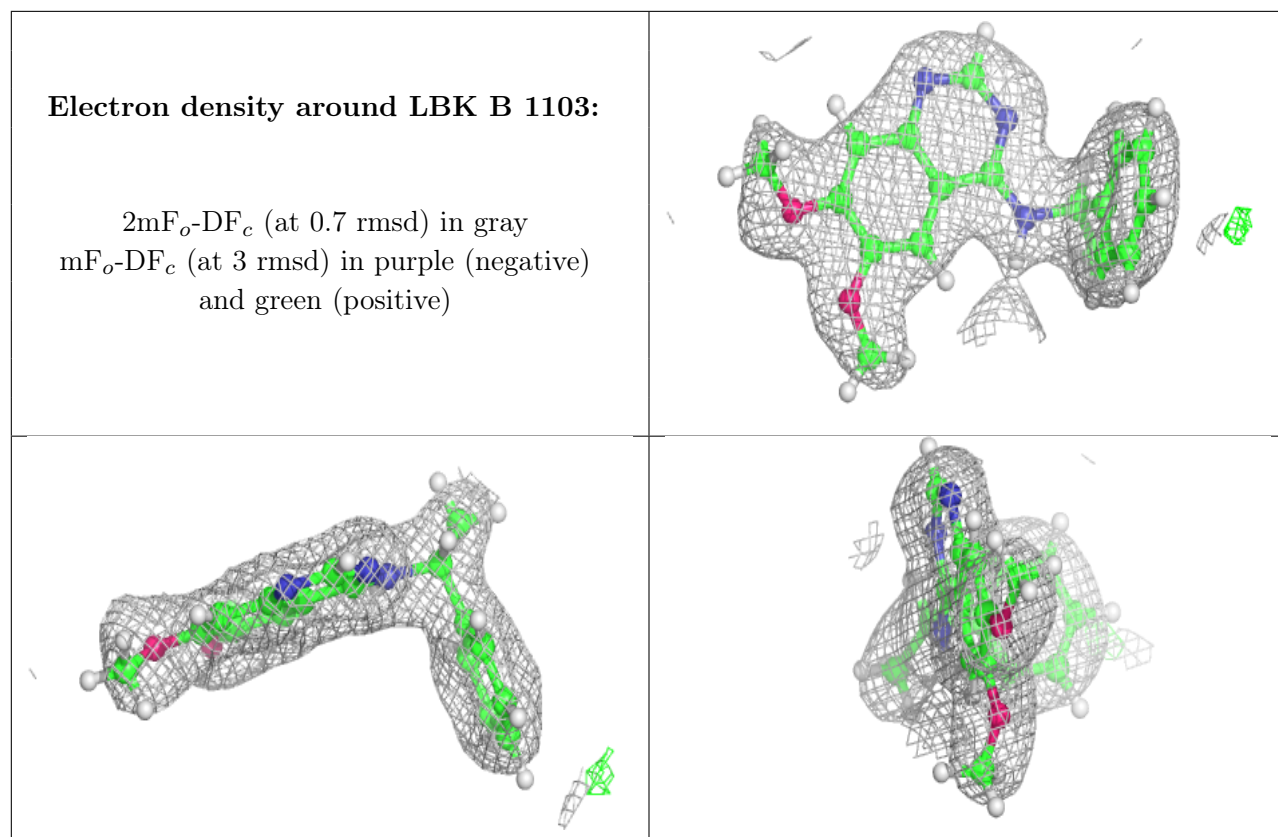 Electron density around LBK B 1103:
2mFo-DFc (at 0.7 rmsd) in gray
mFo-DFc (at 3 rmsd) in purple (negative)
and green (positive)